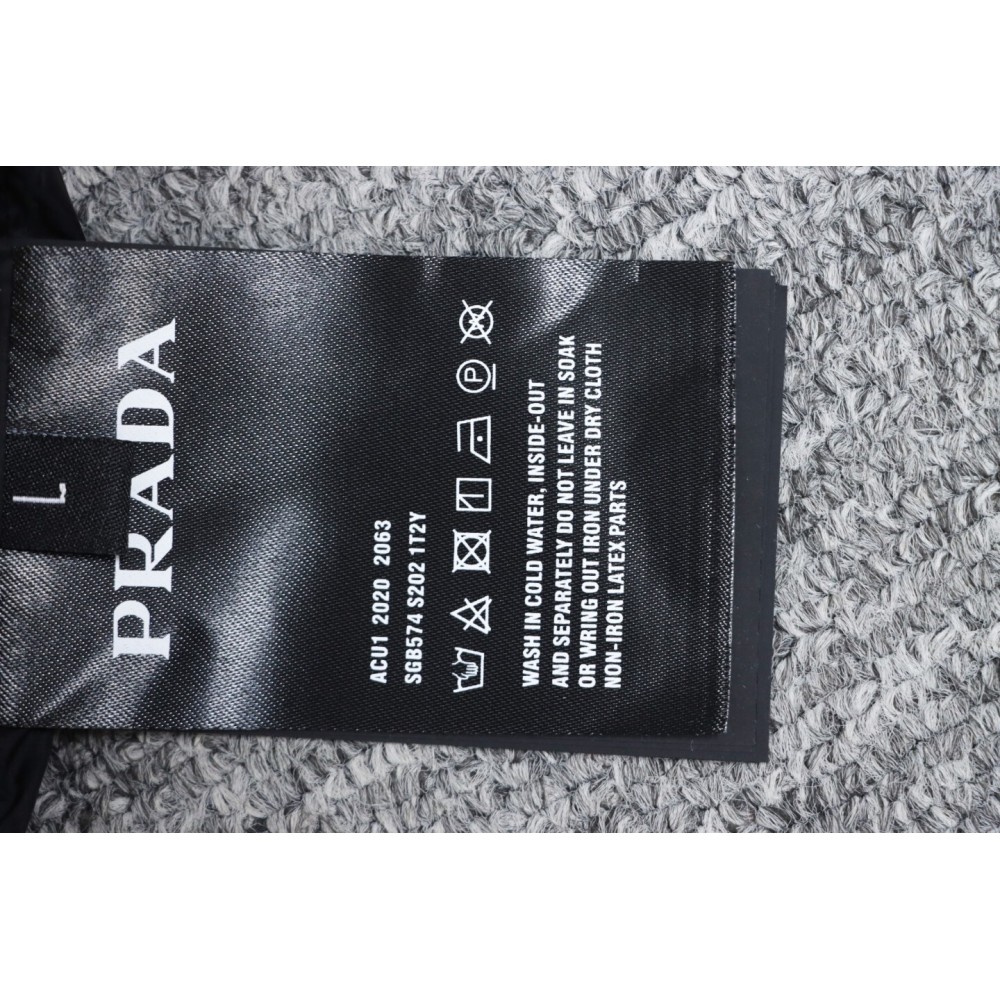 L
PRADA
ACU1 2020 2063
SGB574 S202 1T2Y
P
WASH IN COLD WATER, INSIDE-OUT
AND SEPARATELY DO NOT LEAVE IN SOAK
OR WRING OUT IRON UNDER DRY CLOTH
NON-IRON LATEX PARTS